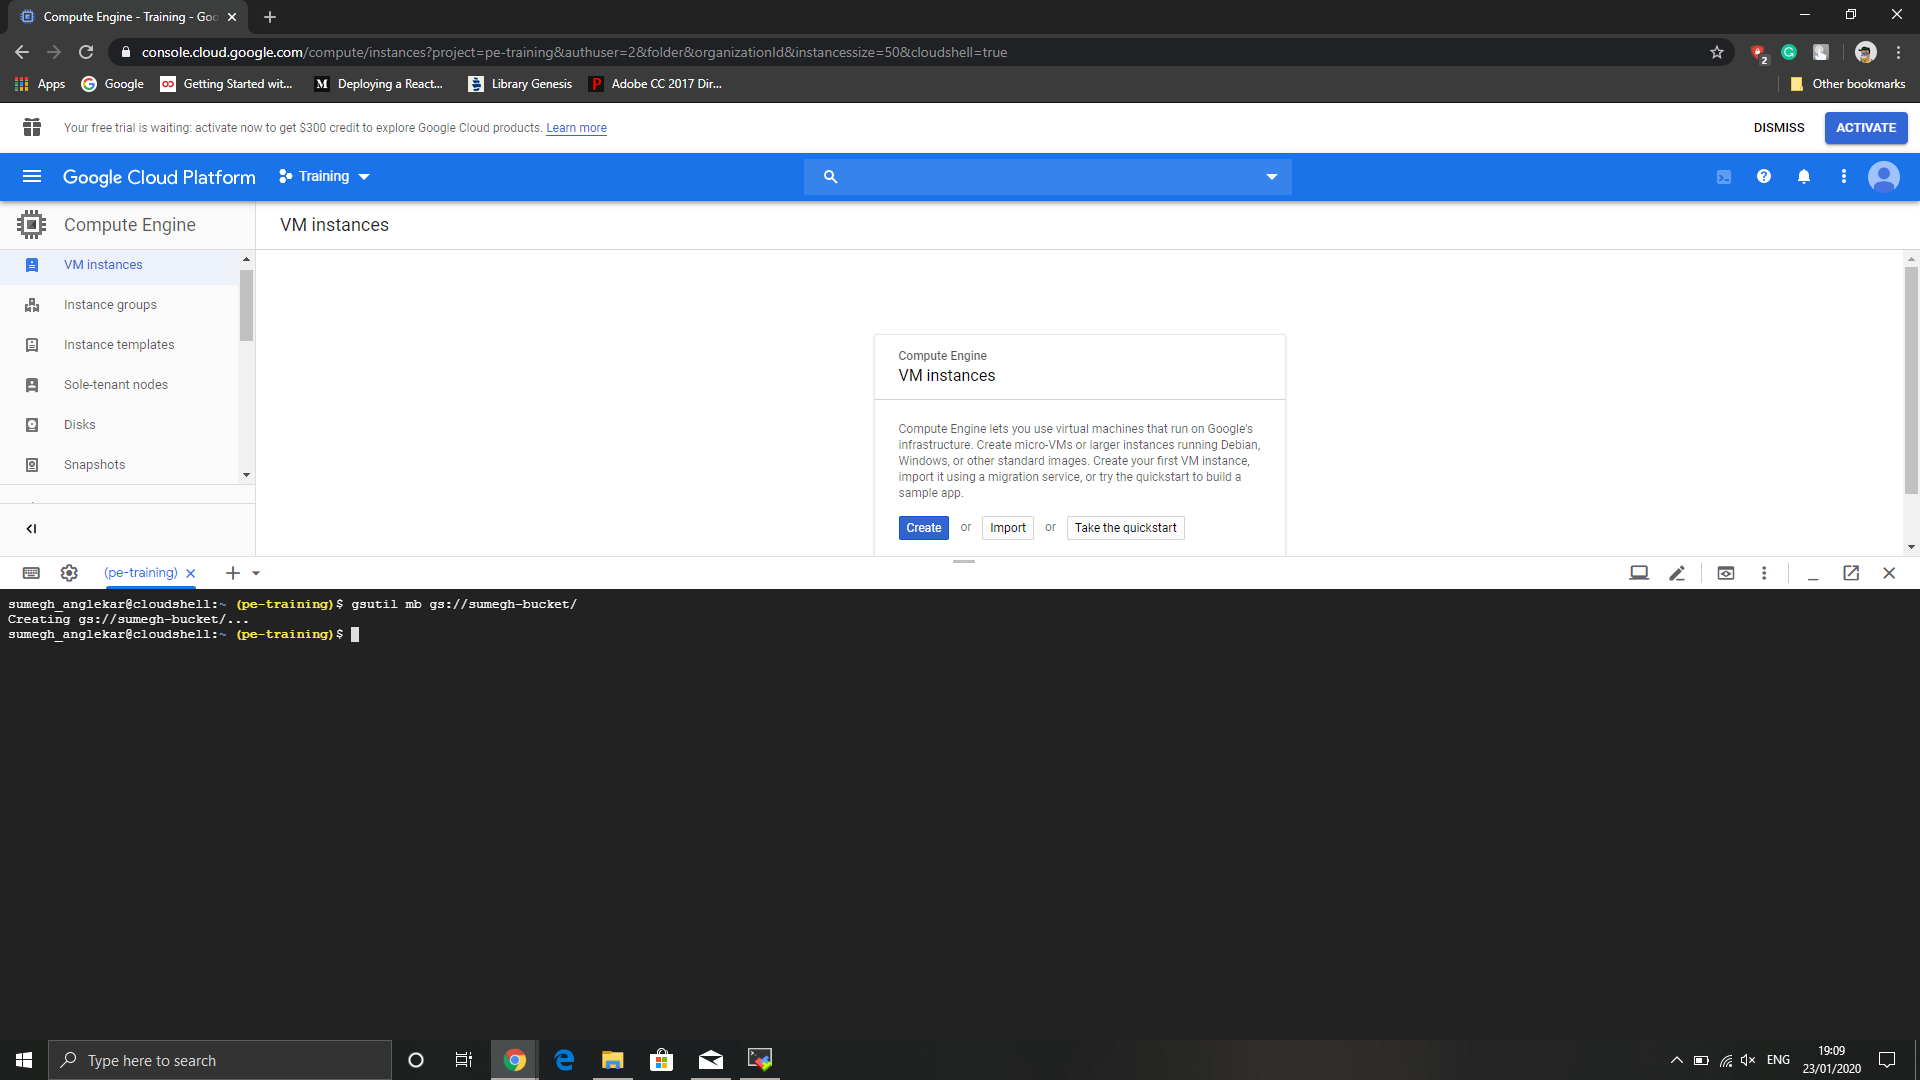 Compute Engine - Training - Goo
console.cloud.google.com/compute/instances?project=pe-training&authuser=2&folder&organizationId&instancessize=50&cloudshell=true
2
Apps
Google
Getting Started wit...
M
Deploying a React...
Library Genesis
P
Adobe CC 2017 Dir...
Other bookmarks
Your free trial is waiting: activate now to get $300 credit to explore Google Cloud products. Learn more
DISMISS
ACTIVATE
Google Cloud Platform
Training
Compute Engine
VM instances
VM instances
Instance groups
Instance templates
Sole-tenant nodes
Disks
Snapshots
Compute Engine
VM instances
Compute Engine lets you use virtual machines that run on Google's
infrastructure. Create micro-VMs or larger instances running Debian,
Windows, or other standard images. Create your first VM instance,
import it using a migration service, or try the quickstart to build a
sample app.
Create or Import or Take the quickstart
(pe-training)
sumegh_anglekar@cloudshell:~ (pe-training)$ gsutil mb gs://sumegh-bucket/
Creating gs://sumegh-bucket/...
sumegh_anglekar@cloudshell:~ (pe-training)$
Type here to search
ENG
19:09
23/01/2020